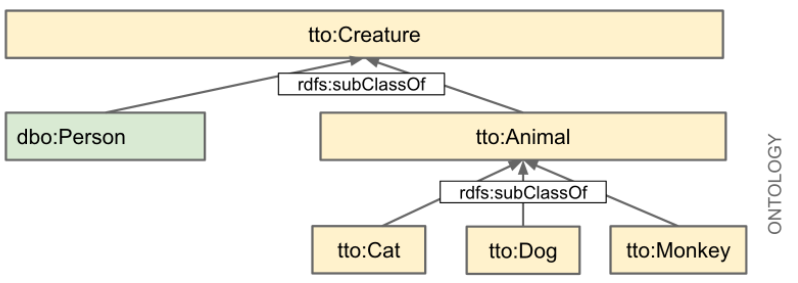 tto:Creature
rdfs:subClassOf
dbo:Person
tto:Animal
rdfs:subClassOf
tto:Cat
tto:Dog
tto:Monkey
ONTOLOGY